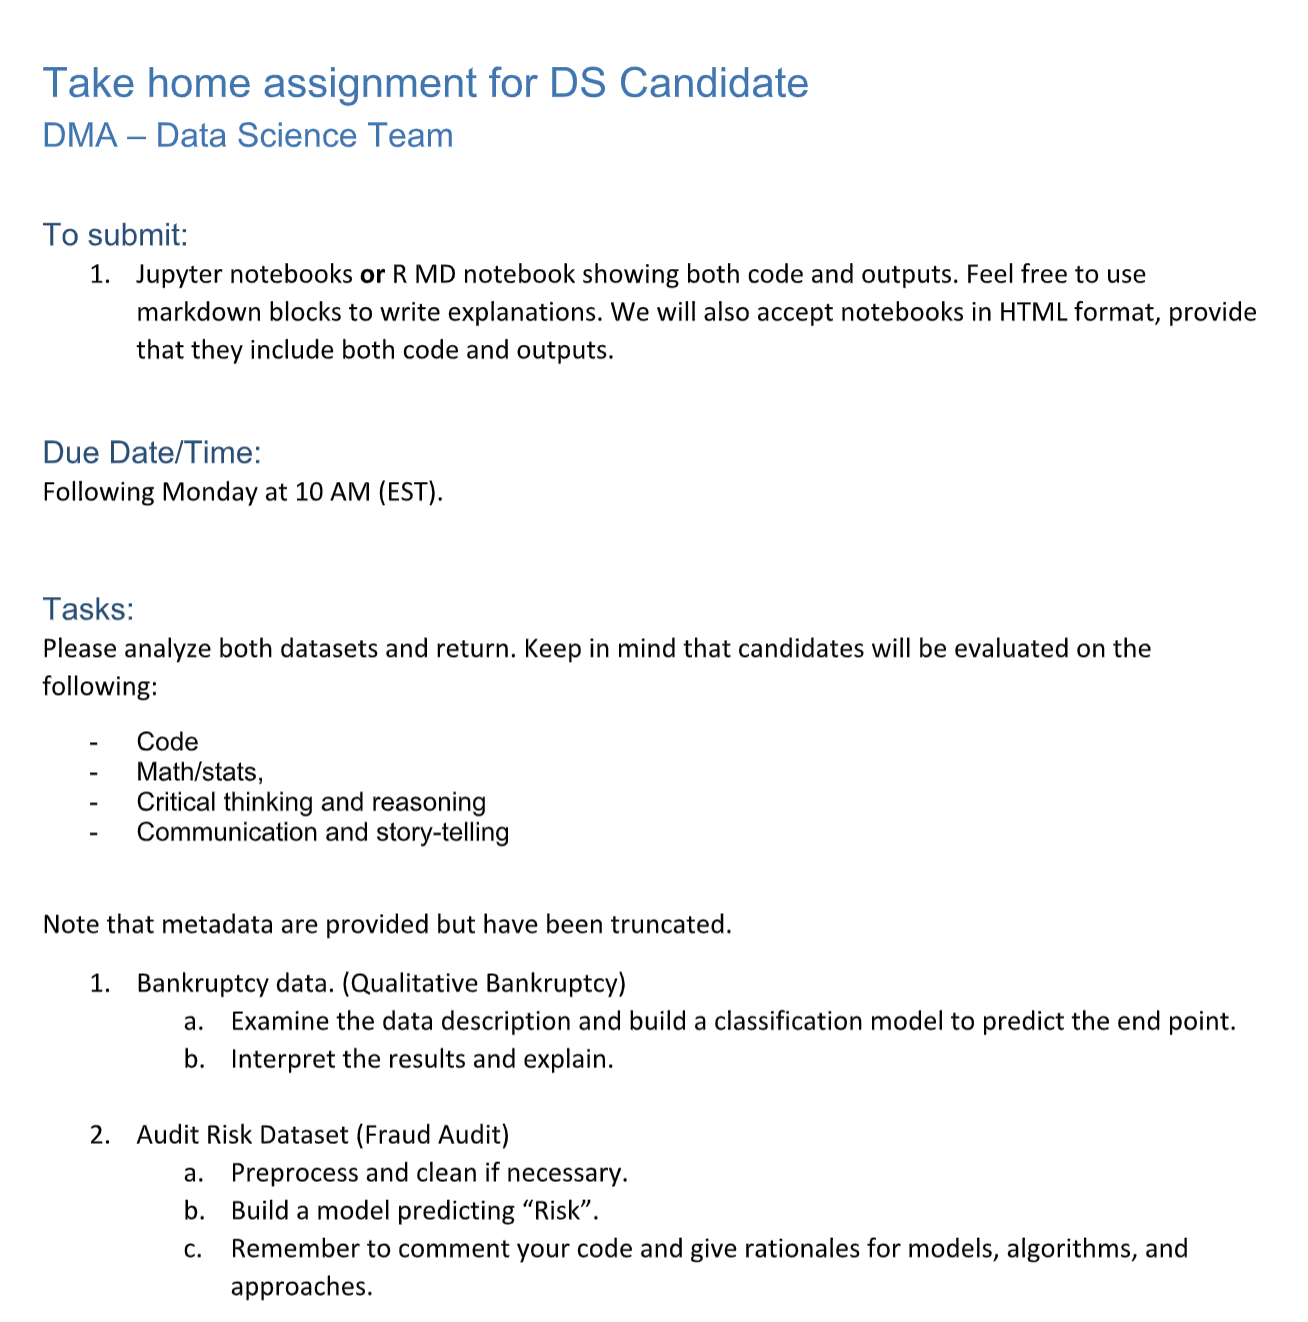 Take home assignment for DS Candidate
DMA – Data Science Team
To submit:
1. Jupyter notebooks or R MD notebook showing both code and outputs. Feel free to use
markdown blocks to write explanations. We will also accept notebooks in HTML format, provide
that they include both code and outputs.
Due Date/Time:
Following Monday at 10 AM (EST).
Tasks:
Please analyze both datasets and return. Keep in mind that candidates will be evaluated on the
following:
- Code
- Math/stats,
- Critical thinking and reasoning
- Communication and story-telling
Note that metadata are provided but have been truncated.
1. Bankruptcy data. (Qualitative Bankruptcy)
a. Examine the data description and build a classification model to predict the end point.
b. Interpret the results and explain.
2. Audit Risk Dataset (Fraud Audit)
a. Preprocess and clean if necessary.
b. Build a model predicting “Risk”.
c. Remember to comment your code and give rationales for models, algorithms, and
approaches.